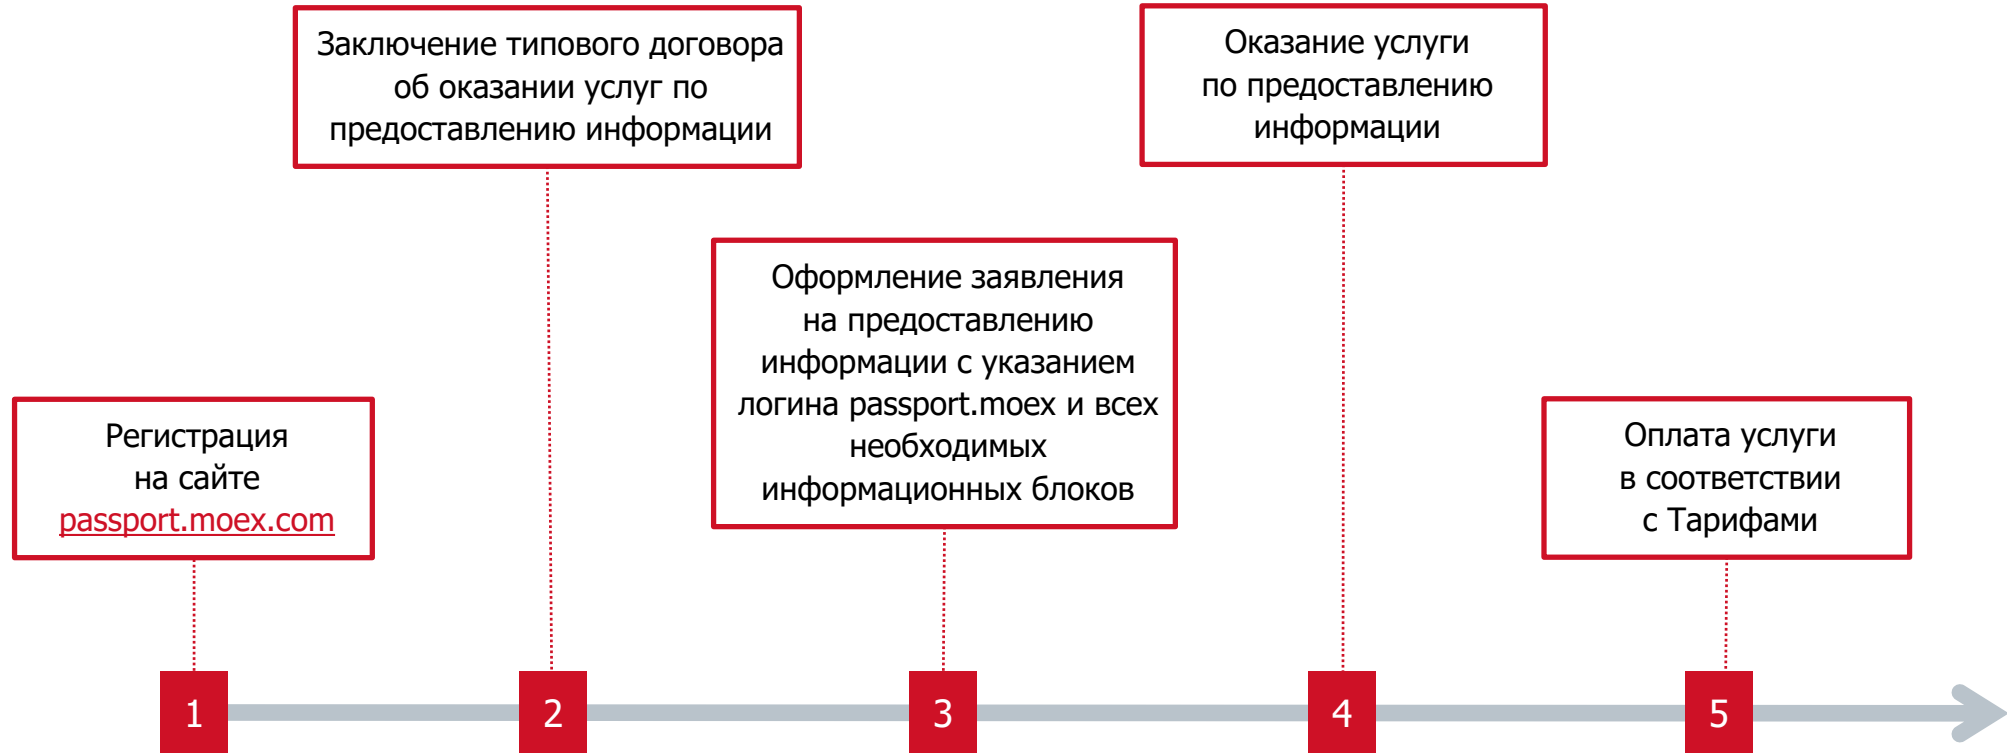 Заключение типового договора
об оказании услуг по
предоставлению информации
Оказание услуги
по предоставлению
информации
Оформление заявления
на предоставлению
информации с указанием
логина passport.moex и всех
необходимых
информационных блоков
Регистрация
на сайте
passport.moex.com
Оплата услуги
в соответствии
с Тарифами
1
2
3
4
5